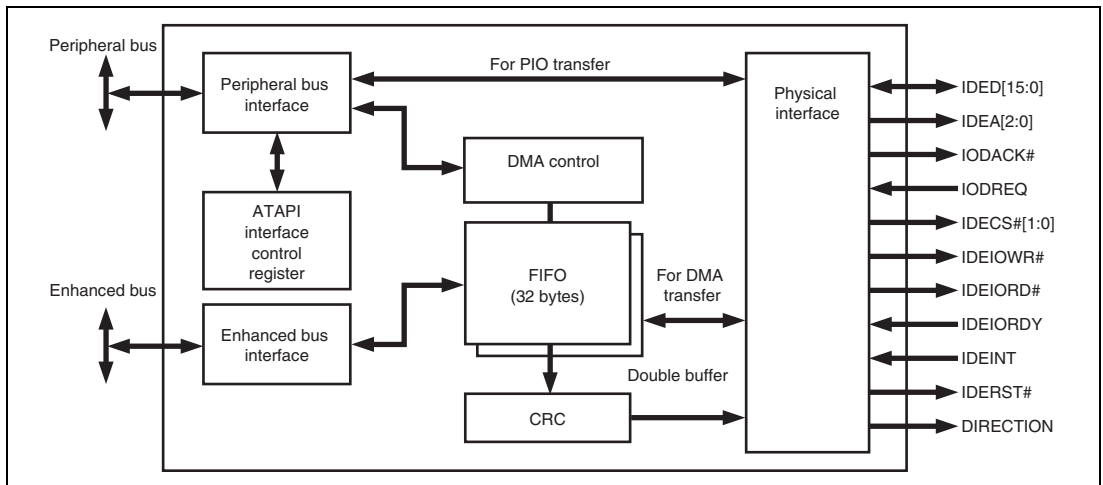 Peripheral bus
Peripheral bus
interface
For PIO transfer
Physical
interface
DMA control
ATAPI
interface
control
register
FIFO
(32 bytes)
For DMA
transfer
Enhanced bus
Enhanced bus
interface
Double buffer
CRC
IDED[15:0]
IDEA[2:0]
IODACK#
IODREQ
IDECS#[1:0]
IDEIOWR#
IDEIORD#
IDEIORDY
IDEINT
IDERST#
DIRECTION